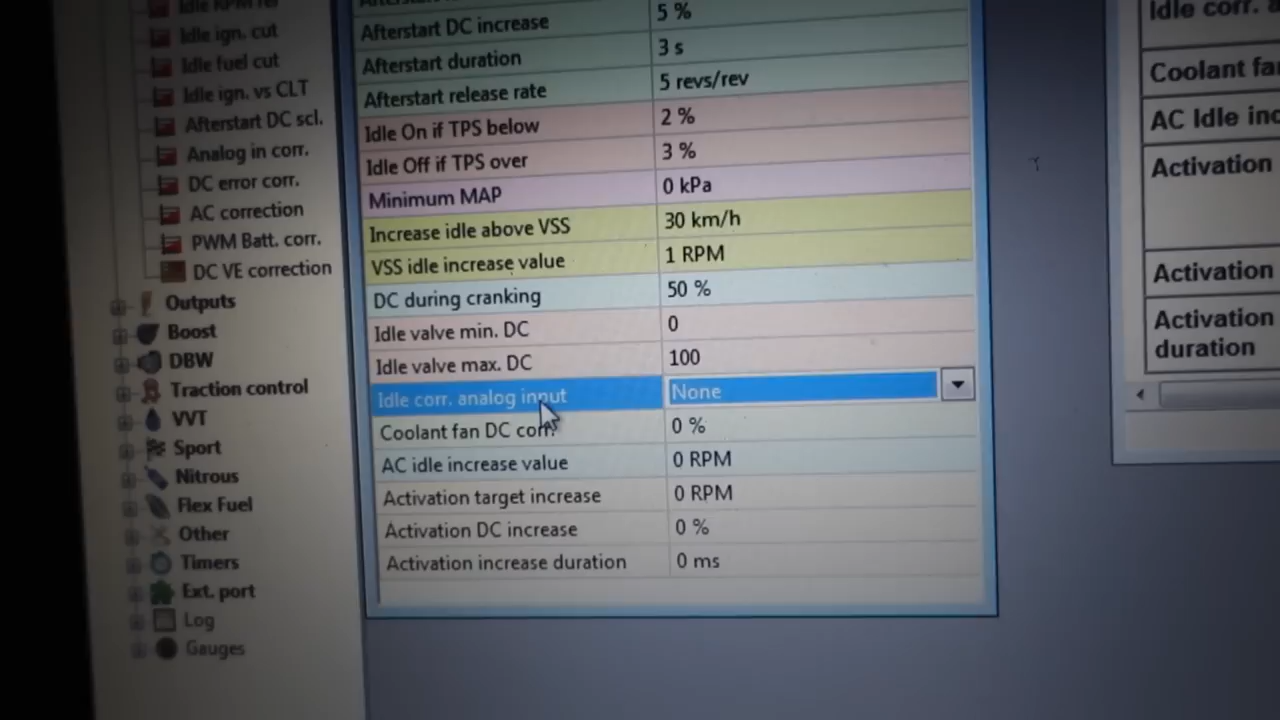 Idle RPM ref
Idle ign. cut
Idle fuel cut
Idle ign. vs CLT
Afterstart DC scl.
Analog in corr.
DC error corr.
AC correction
PWM Batt. corr.
DC VE correction
Outputs
Boost
DBW
Traction control
VVT
Sport
Nitrous
Flex Fuel
Other
Timers
Ext. port
Log
Gauges
Afterstart DC increase 5 %
Afterstart duration 3 s
Afterstart release rate 5 revs/rev
Idle On if TPS below 2 %
Idle Off if TPS over 3 %
Minimum MAP 0 kPa
Increase idle above VSS 30 km/h
VSS idle increase value 1 RPM
DC during cranking 50 %
Idle valve min. DC 0
Idle valve max. DC 100
Idle corr. analog input None
Coolant fan DC corr. 0 %
AC idle increase value 0 RPM
Activation target increase 0 RPM
Activation DC increase 0 %
Activation increase duration 0 ms
Idle corr.
Coolant fa
AC Idle inc
Activation
Activation
Activation
duration